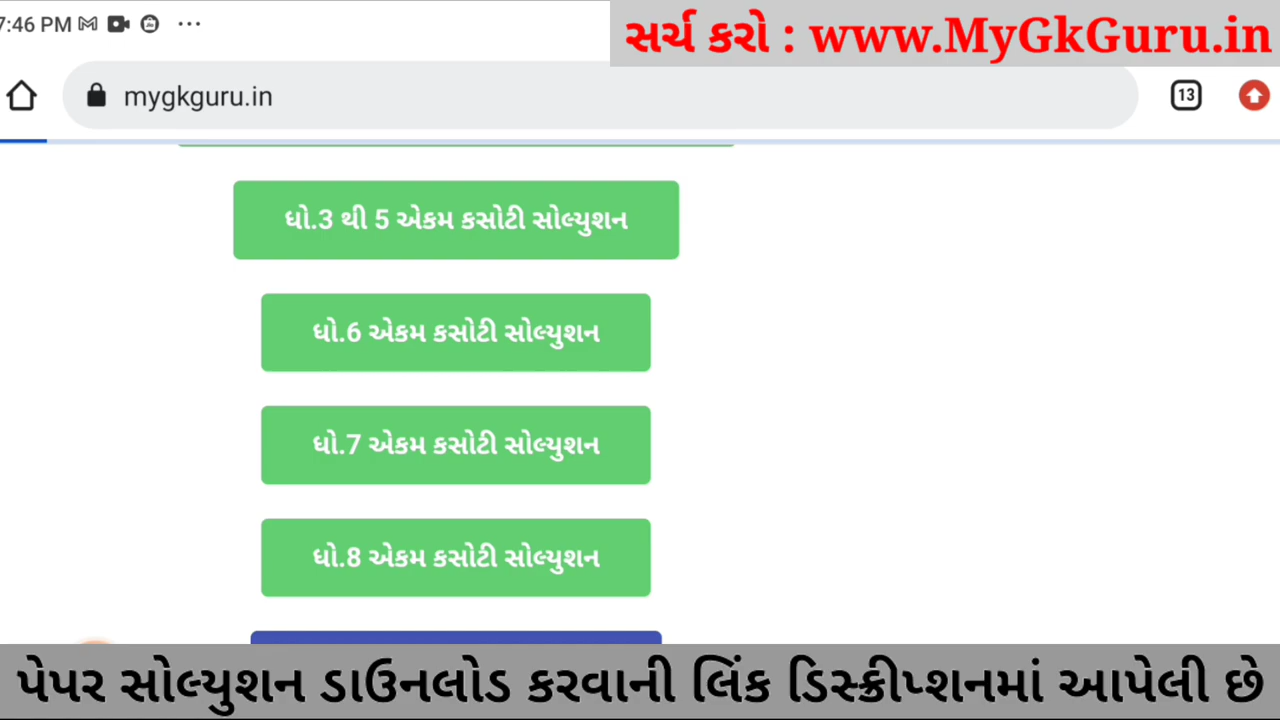 7:46 PM
સર્ચ કરો : www.MyGkGuru.in
mygkguru.in
13
ધો.3 થી 5 એકમ કસોટી સોલ્યુશન
ધો.6 એકમ કસોટી સોલ્યુશન
ધો.7 એકમ કસોટી સોલ્યુશન
ધો.8 એકમ કસોટી સોલ્યુશન
પેપર સોલ્યુશન ડાઉનલોડ કરવાની લિંક ડિસ્ક્રીપ્શનમાં આપેલી છે